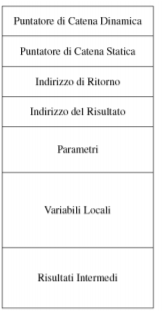 Puntatore di Catena Dinamica
Puntatore di Catena Statica
Indirizzo di Ritorno
Indirizzo del Risultato
Parametri
Variabili Locali
Risultati Intermedi